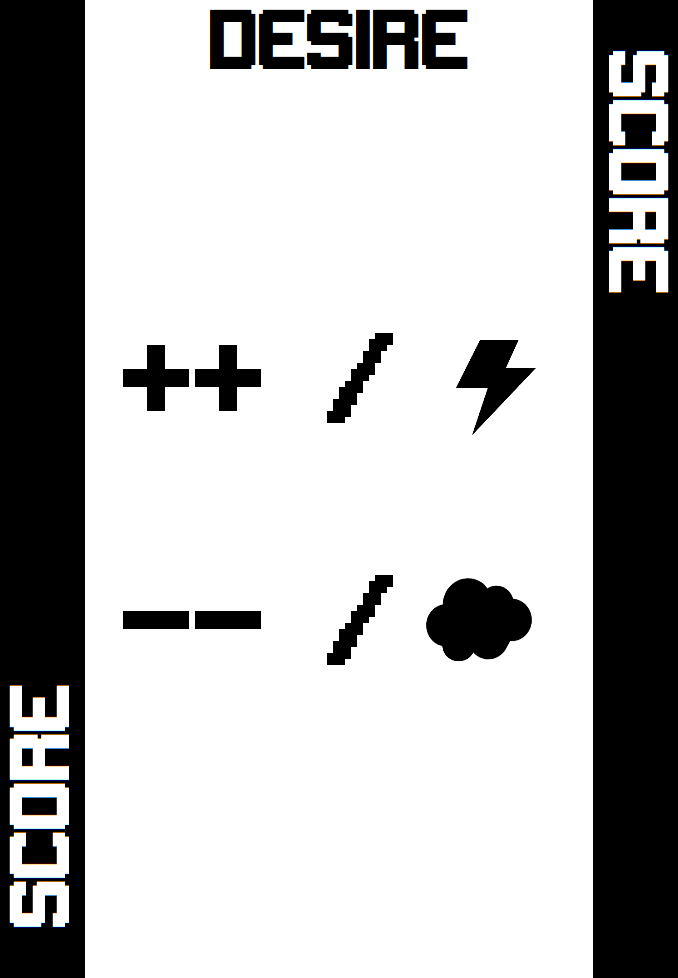 DESIRE
SCORE
++ /
-- /
SCORE